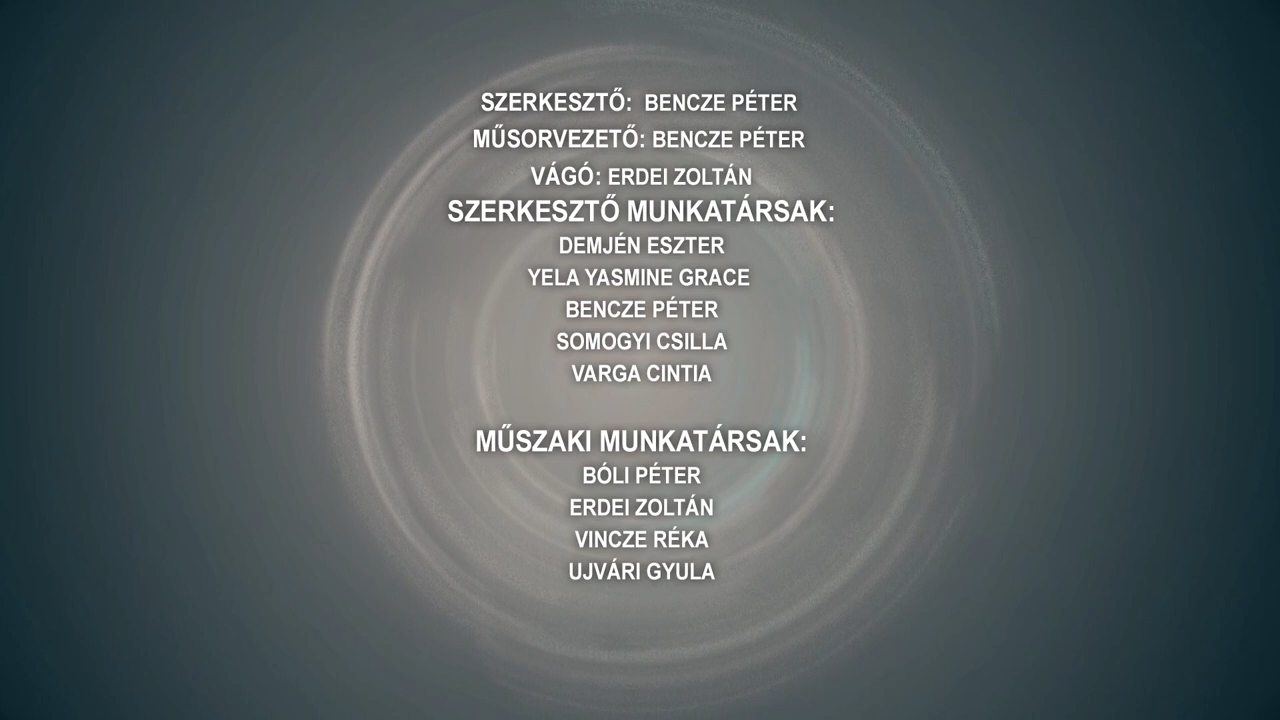 SZERKESZTŐ: BENCZE PÉTER
MŰSORVEZETŐ: BENCZE PÉTER
VÁGÓ: ERDEI ZOLTÁN
SZERKESZTŐ MUNKATÁRSAK:
DEMJÉN ESZTER
YELA YASMINE GRACE
BENCZE PÉTER
SOMOGYI CSILLA
VARGA CINTIA
MŰSZAKI MUNKATÁRSAK:
BÓLI PÉTER
ERDEI ZOLTÁN
VINCZE RÉKA
UJVÁRI GYULA